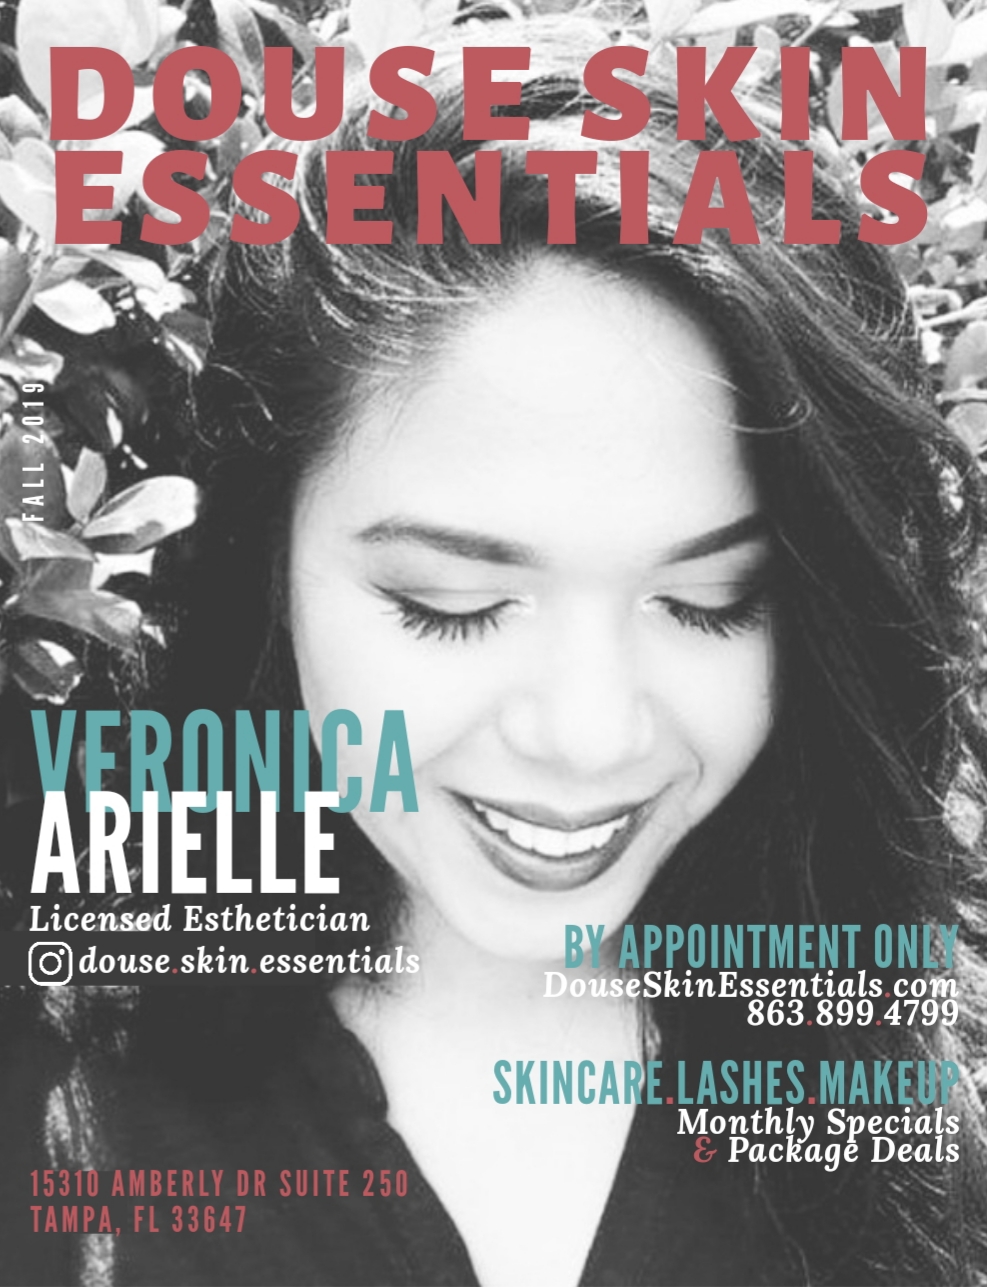 DOUSE SKIN
ESSENTIALS
FALL 2019
VERONICA
ARIELLE
Licensed Esthetician
douse.skin.essentials
BY APPOINTMENT ONLY
DouseSkinEssentials.com
863.899.4799
SKINCARE.LASHES.MAKEUP
Monthly Specials
& Package Deals
15310 AMBERLY DR SUITE 250
TAMPA, FL 33647